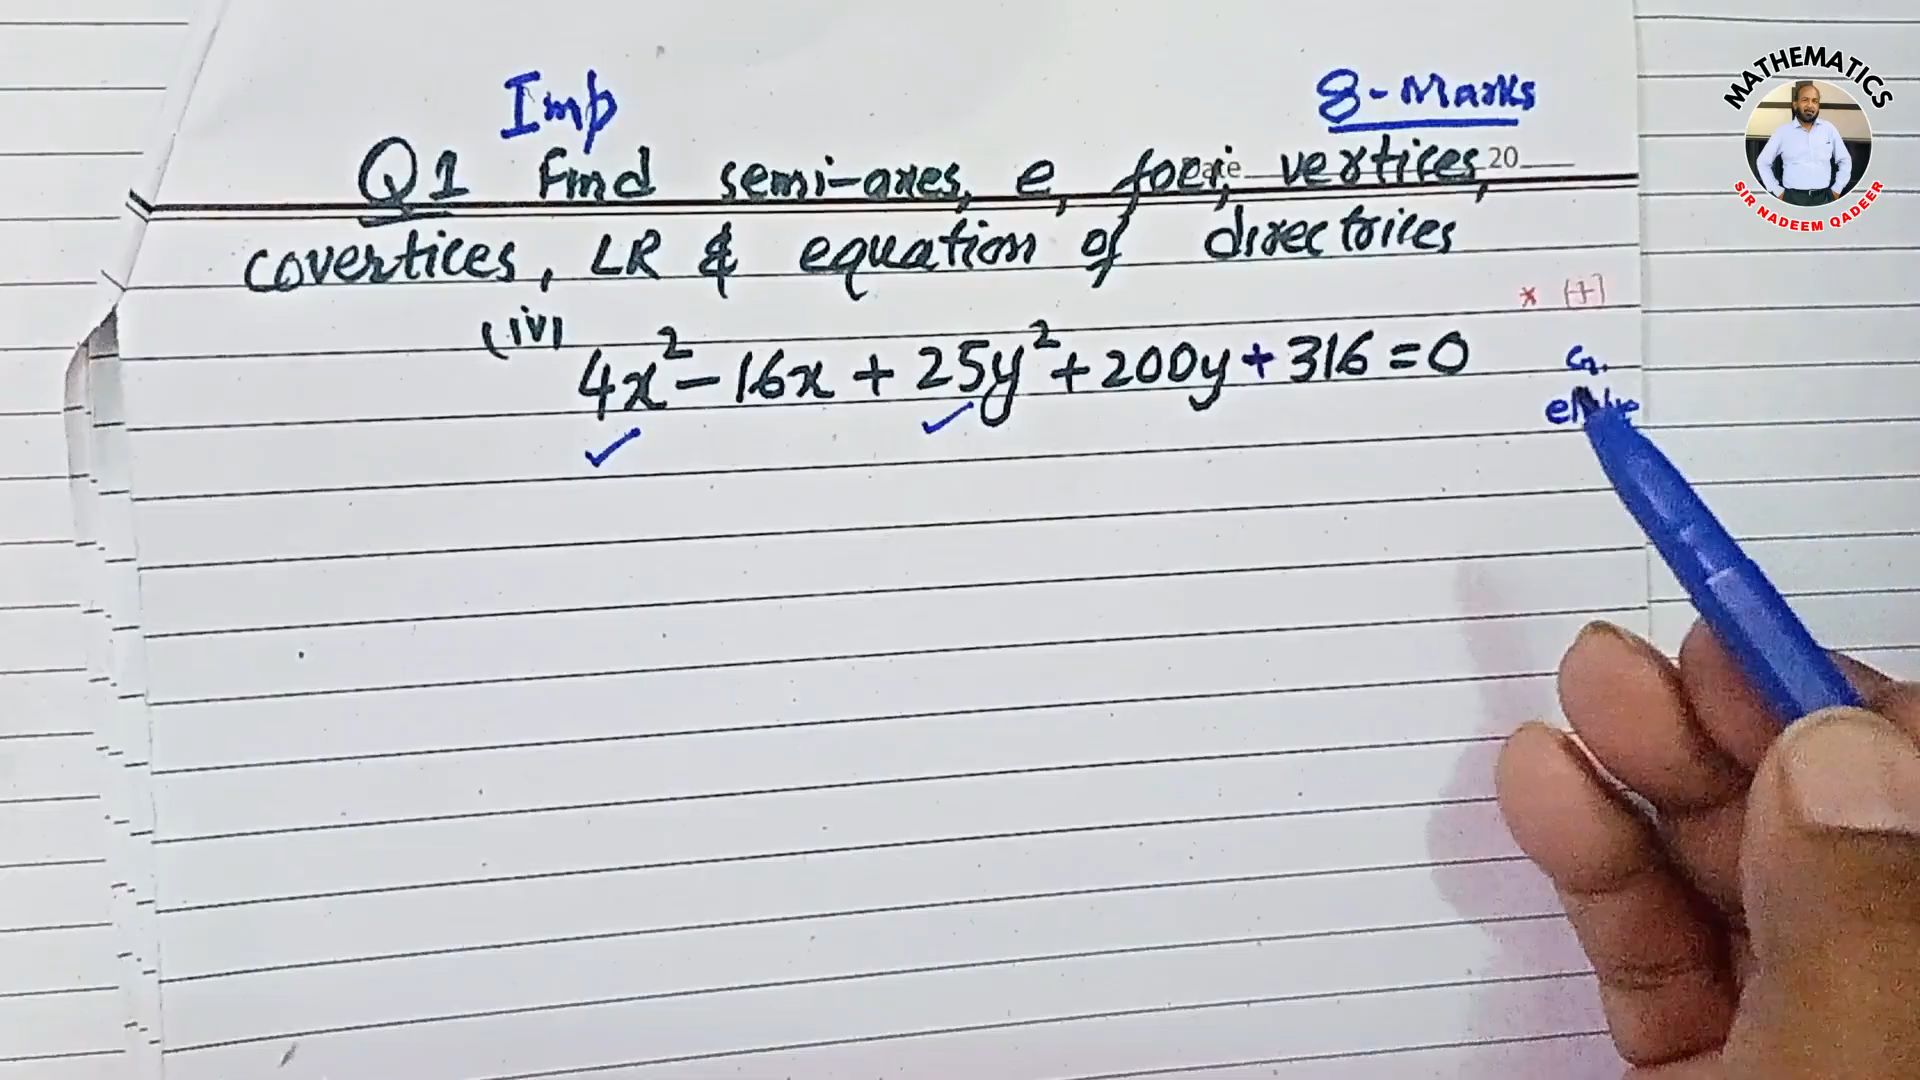 Imp
8-Marks
Q1 Find semi-axes, e, foci, vertices,
20
covertices, LR & equation of directrices
* (+)
(iv) 4x² - 16x + 25y² + 200y + 316 = 0
MATHEMATICS
SIR NADEEM QADEER